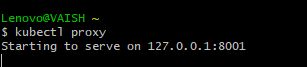 Lenovo@VAISH ~
$ kubectl proxy
Starting to serve on 127.0.0.1:8001